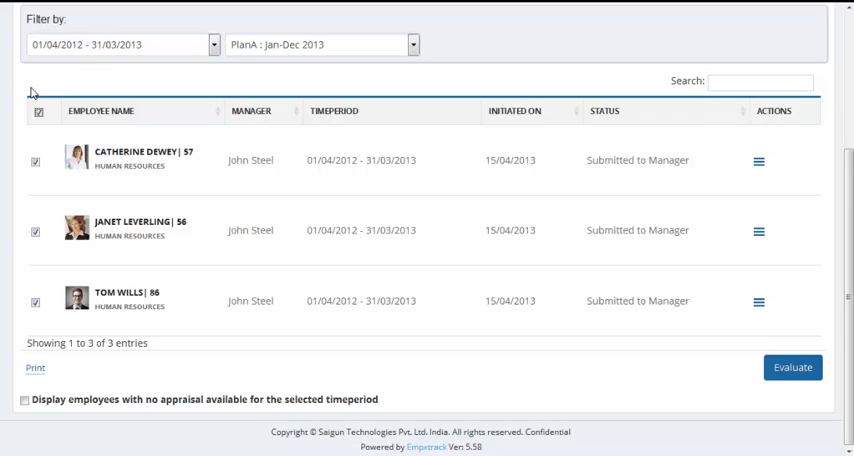 Filter by:
01/04/2012 - 31/03/2013 PlanA : Jan-Dec 2013
Search:
EMPLOYEE NAME MANAGER TIMEPERIOD INITIATED ON STATUS ACTIONS
CATHERINE DEWEY| 57
HUMAN RESOURCES
John Steel 01/04/2012 - 31/03/2013 15/04/2013 Submitted to Manager
JANET LEVERLING| 56
HUMAN RESOURCES
John Steel 01/04/2012 - 31/03/2013 15/04/2013 Submitted to Manager
TOM WILLS| 86
HUMAN RESOURCES
John Steel 01/04/2012 - 31/03/2013 15/04/2013 Submitted to Manager
Showing 1 to 3 of 3 entries
Print
Evaluate
Display employees with no appraisal available for the selected timeperiod
Copyright © Saigun Technologies Pvt. Ltd. India. All rights reserved. Confidential
Powered by Empxtrack Ver: 5.58